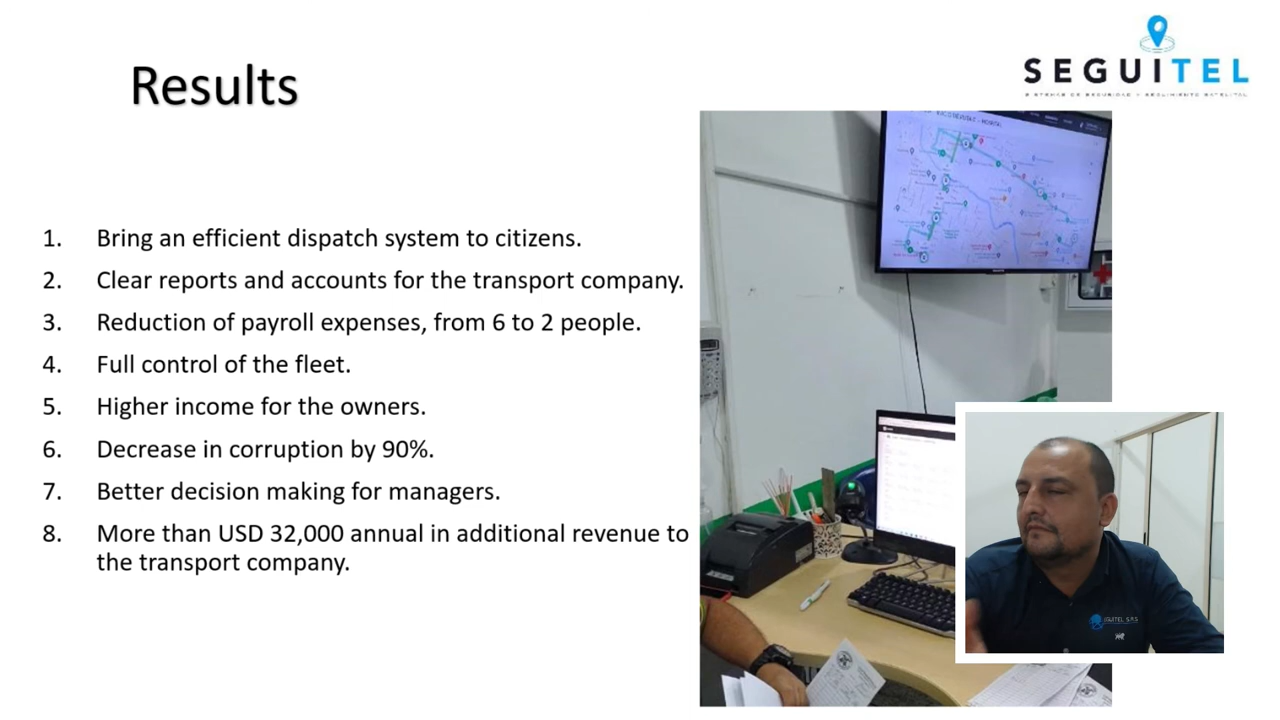 Results
SEGUITEL
1. Bring an efficient dispatch system to citizens.
2. Clear reports and accounts for the transport company.
3. Reduction of payroll expenses, from 6 to 2 people.
4. Full control of the fleet.
5. Higher income for the owners.
6. Decrease in corruption by 90%.
7. Better decision making for managers.
8. More than USD 32,000 annual in additional revenue to
the transport company.